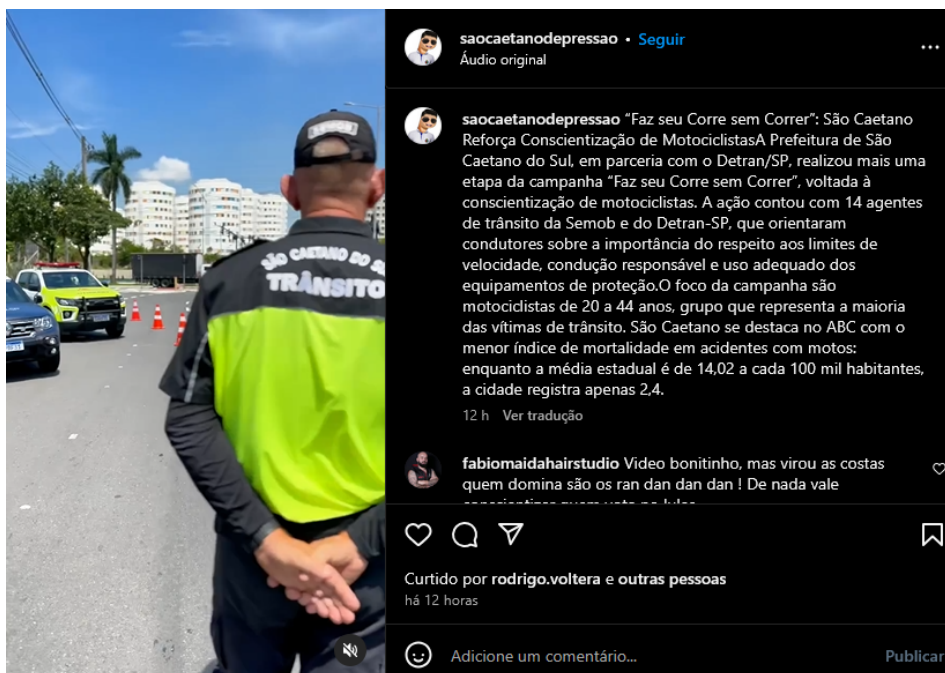 SEMOB
SÃO CAETANO DO S
TRÂNSITO
saocaetanodepressao • Seguir
Áudio original
saocaetanodepressao “Faz seu Corre sem Correr”: São Caetano
Reforça Conscientização de MotociclistasA Prefeitura de São
Caetano do Sul, em parceria com o Detran/SP, realizou mais uma
etapa da campanha “Faz seu Corre sem Correr”, voltada à
conscientização de motociclistas. A ação contou com 14 agentes
de trânsito da Semob e do Detran-SP, que orientaram
condutores sobre a importância do respeito aos limites de
velocidade, condução responsável e uso adequado dos
equipamentos de proteção.O foco da campanha são
motociclistas de 20 a 44 anos, grupo que representa a maioria
das vítimas de trânsito. São Caetano se destaca no ABC com o
menor índice de mortalidade em acidentes com motos:
enquanto a média estadual é de 14,02 a cada 100 mil habitantes,
a cidade registra apenas 2,4.
12 h Ver tradução
fabiomaidahairstudio Video bonitinho, mas virou as costas
quem domina são os ran dan dan dan ! De nada vale
Curtido por rodrigo.voltera e outras pessoas
há 12 horas
Adicione um comentário...
Publicar